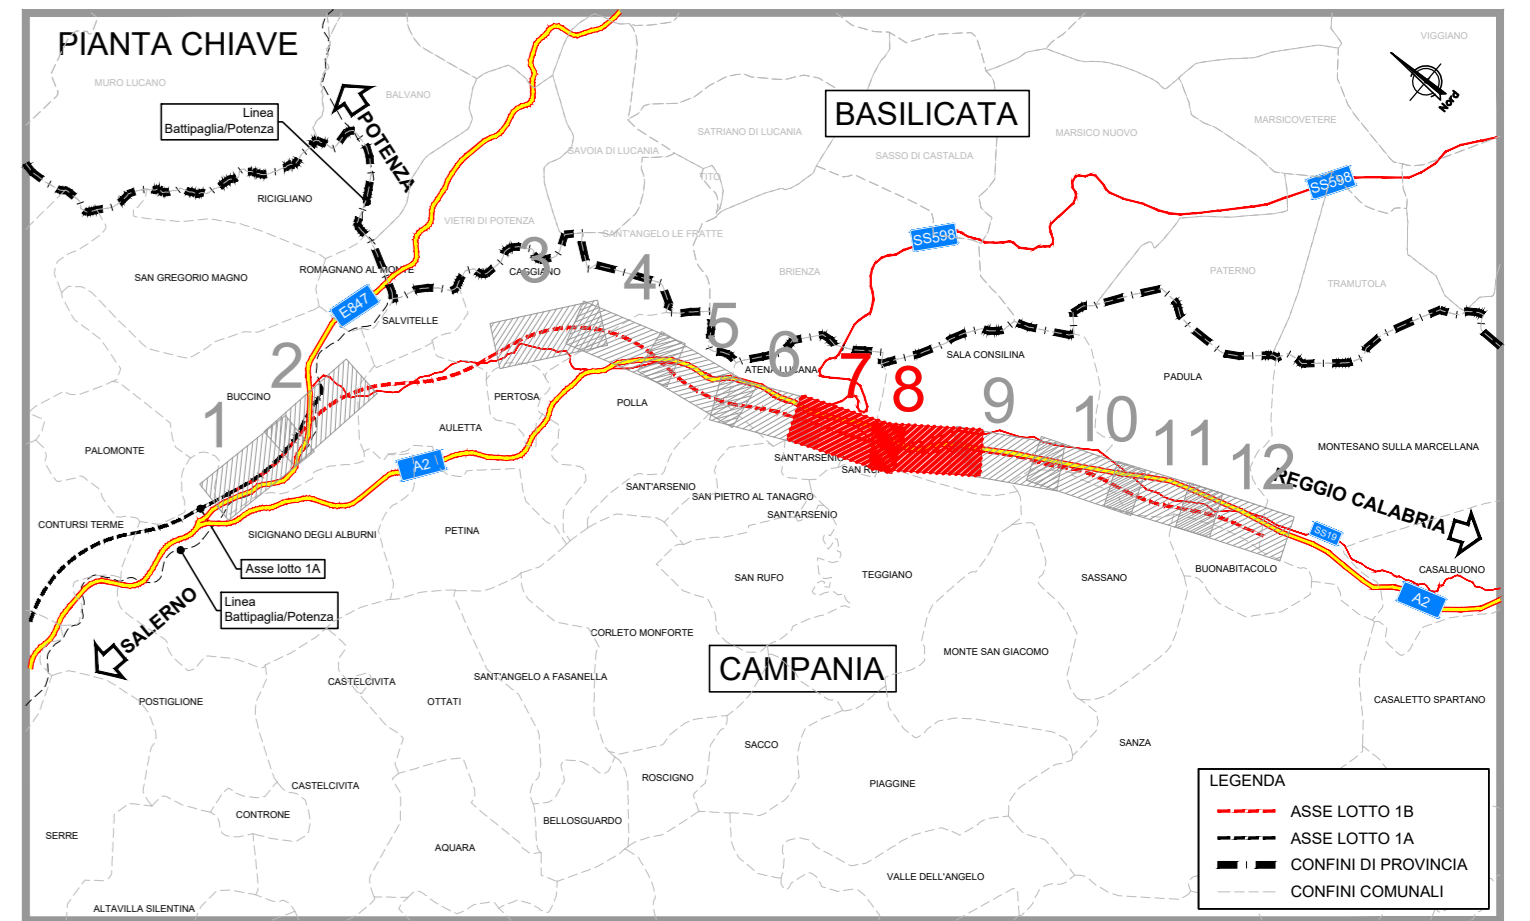 PIANTA CHIAVE
VIGGIANO
MURO LUCANO
BALVANO
Linea
Battipaglia/Potenza
POTENZA
BASILICATA
Nord
SATRIANO DI LUCANIA
MARSICO NUOVO
MARSICOVETERE
SAVOIA DI LUCANIA
SASSO DI CASTALDA
TITO
SS598
RICIGLIANO
VIETRI DI POTENZA
SANT'ANGELO LE FRATTE
SS598
3
4
SAN GREGORIO MAGNO
ROMAGNANO AL MONTE
CAGGIANO
BRIENZA
PATERNO
TRAMUTOLA
E847
SALVITELLE
5
6
2
7
8
ATENA LUCANA
SALA CONSILINA
PADULA
BUCCINO
PERTOSA
POLLA
1
9
10
11
12
AULETTA
PALOMONTE
MONTESANO SULLA MARCELLANA
A2
SANT'ARSENIO
SAN RUFO
SANT'ARSENIO
SAN PIETRO AL TANAGRO
SANT'ARSENIO
REGGIO CALABRIA
CONTURSI TERME
SICIGNANO DEGLI ALBURNI
PETINA
SS19
Asse lotto 1A
SAN RUFO
TEGGIANO
SASSANO
BUONABITACOLO
CASALBUONO
A2
Linea
Battipaglia/Potenza
SALERNO
CORLETO MONFORTE
MONTE SAN GIACOMO
CAMPANIA
SANT'ANGELO A FASANELLA
CASTELCIVITA
POSTIGLIONE
OTTATI
CASALETTO SPARTANO
SACCO
SANZA
ROSCIGNO
PIAGGINE
CASTELCIVITA
CONTRONE
BELLOSGUARDO
SERRE
AQUARA
VALLE DELL'ANGELO
ALTAVILLA SILENTINA
LEGENDA
ASSE LOTTO 1B
ASSE LOTTO 1A
CONFINI DI PROVINCIA
CONFINI COMUNALI